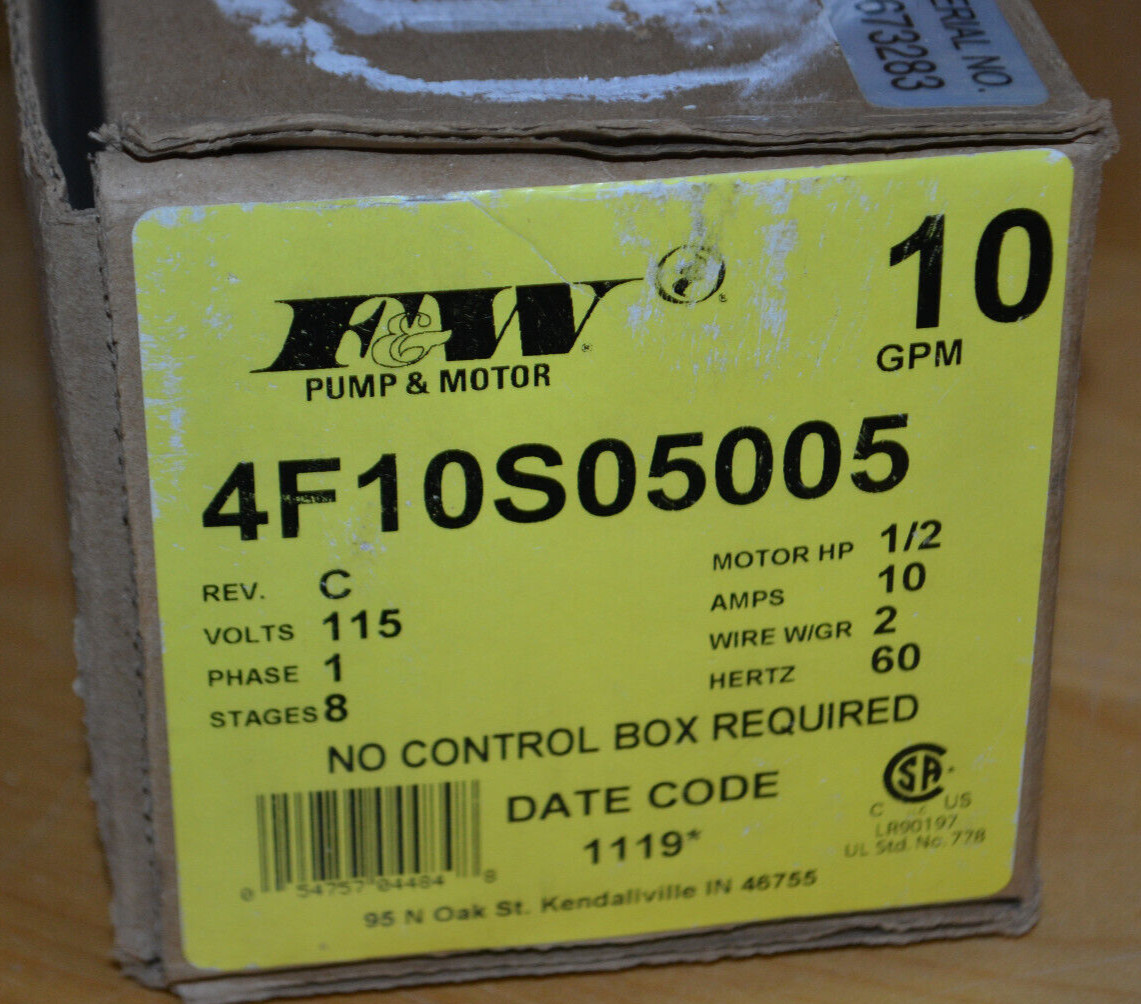 ERIAL NO.
673283
F&W
PUMP & MOTOR
10
GPM
4F10S05005
REV. C
VOLTS 115
PHASE 1
STAGES 8
MOTOR HP 1/2
AMPS 10
WIRE W/GR 2
HERTZ 60
NO CONTROL BOX REQUIRED
DATE CODE
1119*
0 54757 04484 8
95 N Oak St. Kendallville IN 46755
CSA
C US
LR90197
UL Std. No. 778